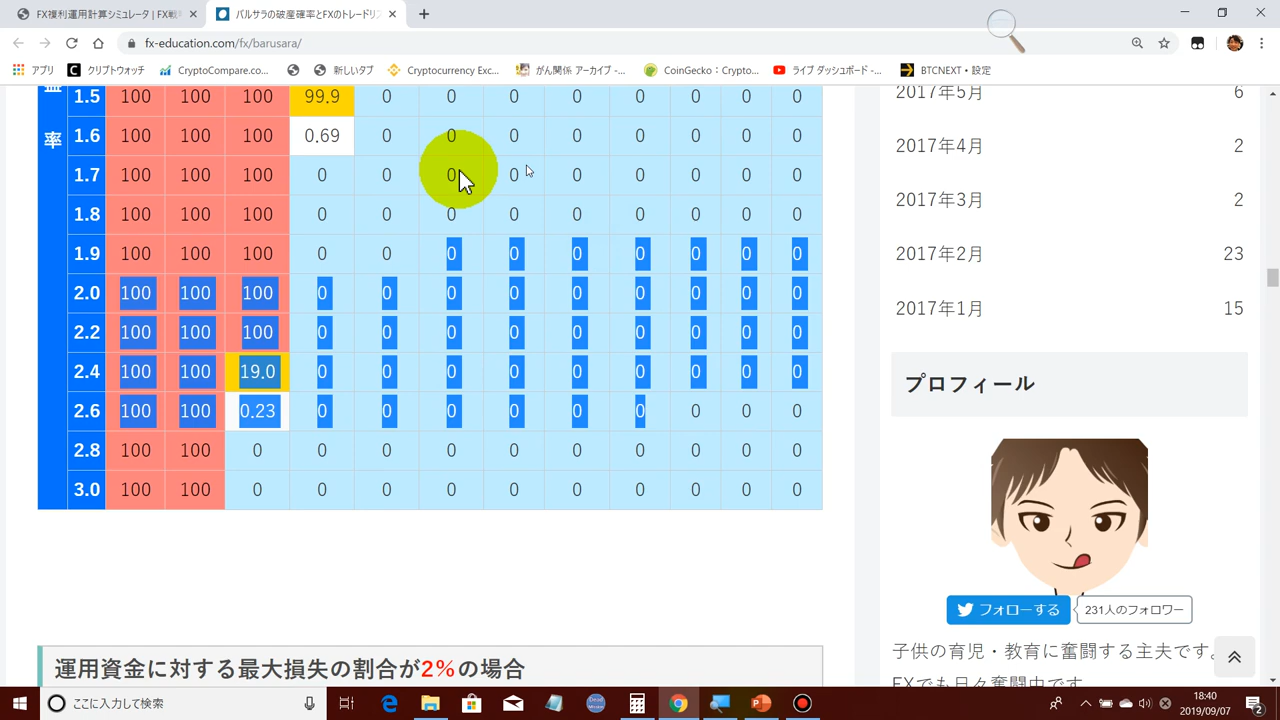 FX複利運用計算シミュレータ | FX戦
バルサラの破産確率とFXのトレードリス
fx-education.com/fx/barusara/
アプリ
クリプトウォッチ
CryptoCompare.co...
新しいタブ
Cryptocurrency Exc...
がん関係 アーカイブ -...
CoinGecko：Crypto...
ライブ ダッシュボード -...
BTCNEXT・設定
率
1.5 100 100 100 99.9 0 0 0 0 0 0 0 0
1.6 100 100 100 0.69 0 0 0 0 0 0 0 0
1.7 100 100 100 0 0 0 0 0 0 0 0 0
1.8 100 100 100 0 0 0 0 0 0 0 0 0
1.9 100 100 100 0 0 0 0 0 0 0 0 0
2.0 100 100 100 0 0 0 0 0 0 0 0 0
2.2 100 100 100 0 0 0 0 0 0 0 0 0
2.4 100 100 19.0 0 0 0 0 0 0 0 0 0
2.6 100 100 0.23 0 0 0 0 0 0 0 0 0
2.8 100 100 0 0 0 0 0 0 0 0 0 0
3.0 100 100 0 0 0 0 0 0 0 0 0 0
運用資金に対する最大損失の割合が2%の場合
2017年5月 6
2017年4月 2
2017年3月 2
2017年2月 23
2017年1月 15
プロフィール
フォローする
231人のフォロワー
子供の育児・教育に奮闘する主夫です。
FXでも日々奮闘中です
ここに入力して検索
18:40
2019/09/07
2